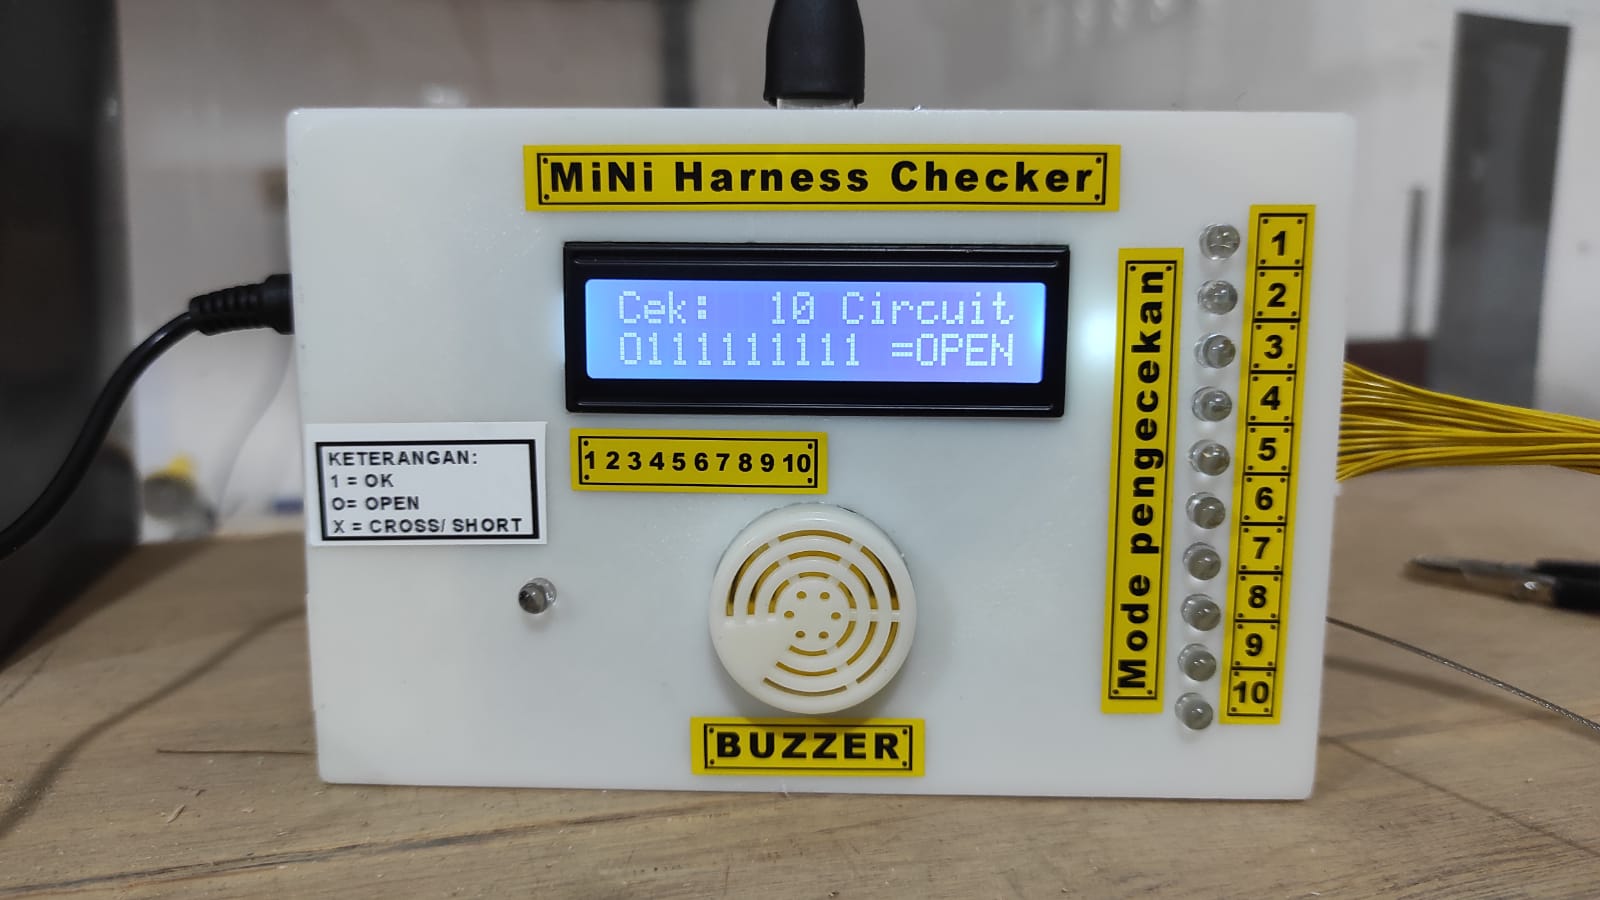 MiNi Harness Checker
Cek: 10 Circuit
O111111111 =OPEN
1 2 3 4 5 6 7 8 9 10
KETERANGAN:
1 = OK
O= OPEN
X = CROSS/ SHORT
BUZZER
Mode pengecekan
1
2
3
4
5
6
7
8
9
10